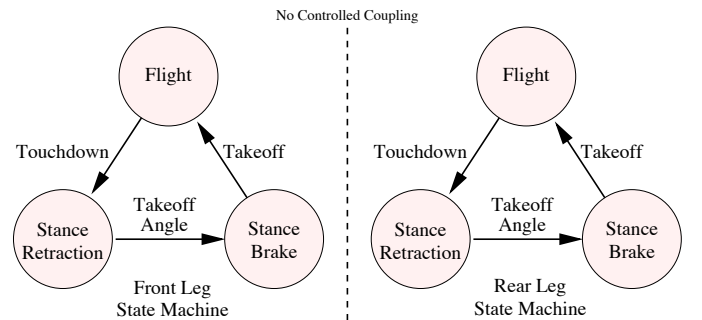 No Controlled Coupling
Flight
Touchdown
Takeoff
Stance
Retraction
Takeoff
Angle
Stance
Brake
Front Leg
State Machine
Flight
Touchdown
Takeoff
Stance
Retraction
Takeoff
Angle
Stance
Brake
Rear Leg
State Machine